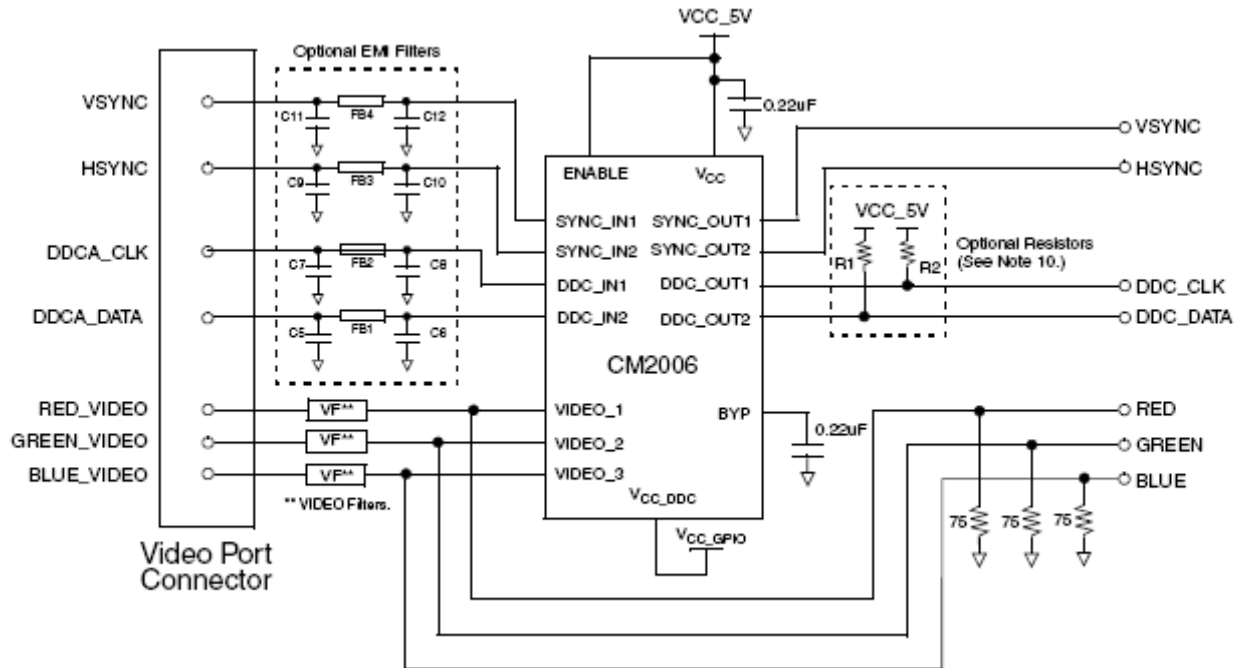 VCC_5V
Optional EMI Filters
0.22uF
VSYNC
C11
FB4
C12
VSYNC
HSYNC
C9
FB3
C10
HSYNC
ENABLE
VCC
SYNC_IN1
SYNC_OUT1
VCC_5V
SYNC_IN2
SYNC_OUT2
R1
R2
Optional Resistors
(See Note 10.)
DDCA_CLK
C7
FB2
C8
DDC_IN1
DDC_OUT1
DDC_CLK
DDCA_DATA
C5
FB1
C6
DDC_IN2
DDC_OUT2
DDC_DATA
CM2006
RED_VIDEO
VF**
VIDEO_1
BYP
0.22uF
RED
GREEN_VIDEO
VF**
VIDEO_2
GREEN
BLUE_VIDEO
VF**
VIDEO_3
BLUE
** VIDEO Filters.
VCC_DDC
75
75
75
VCC_GPIO
Video Port
Connector